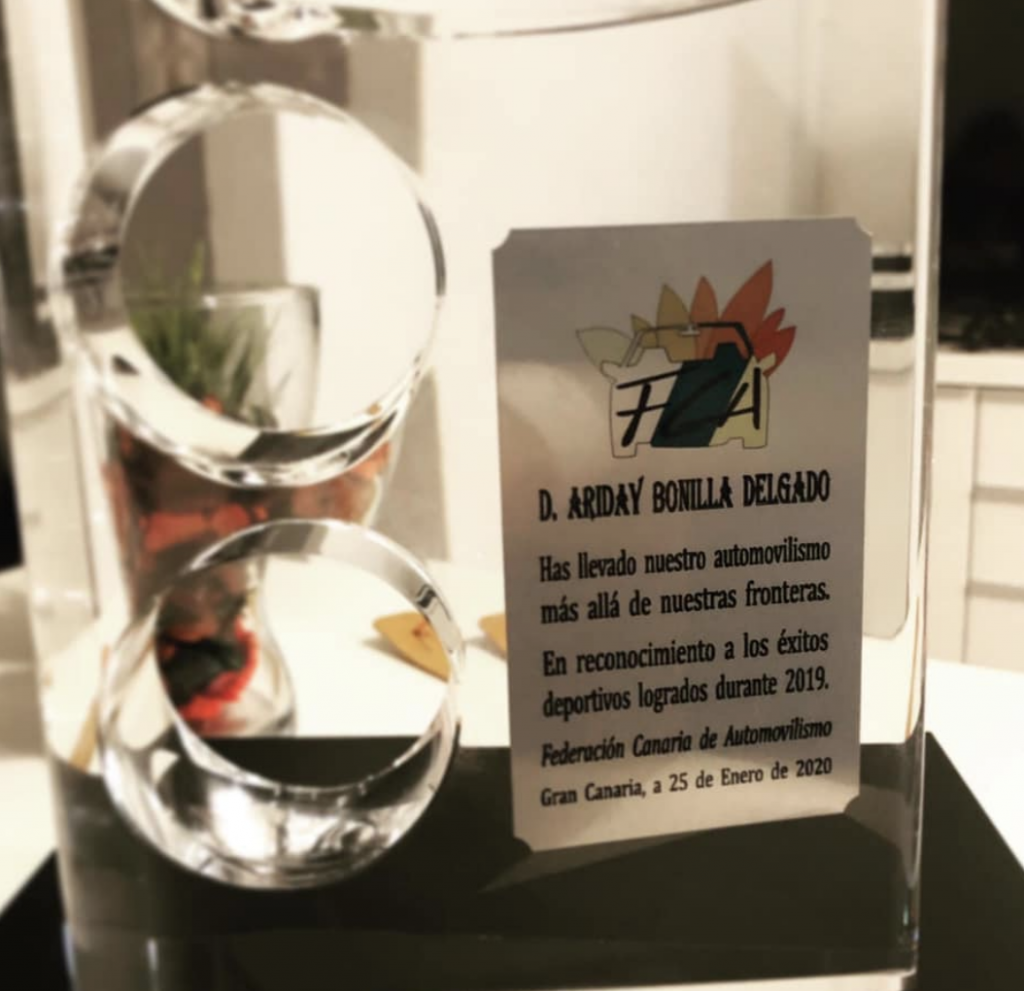 FCA
D. ARIDAY BONILLA DELGADO
Has llevado nuestro automovilismo
más allá de nuestras fronteras.
En reconocimiento a los éxitos
deportivos logrados durante 2019.
Federación Canaria de Automovilismo
Gran Canaria, a 25 de Enero de 2020